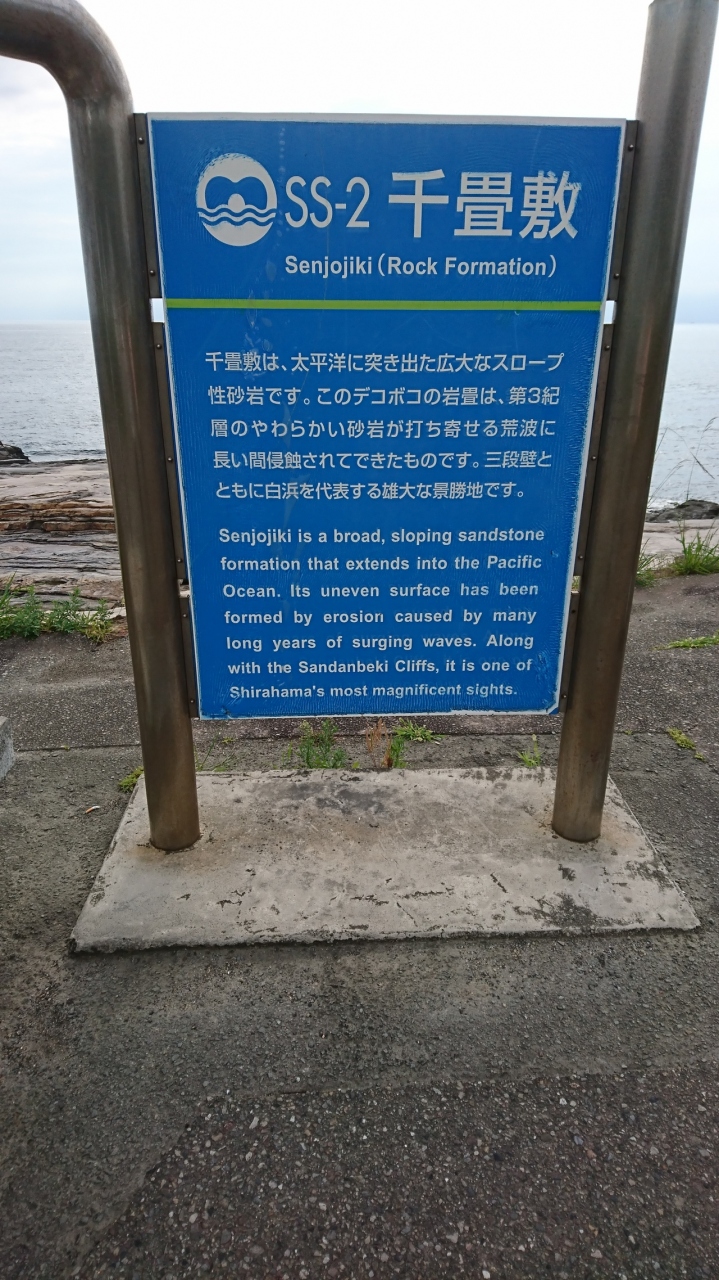 SS-2 千畳敷
Senjojiki (Rock Formation)
千畳敷は、太平洋に突き出た広大なスロープ
性砂岩です。このデコボコの岩畳は、第3紀
層のやわらかい砂岩が打ち寄せる荒波に
長い間侵蝕されてできたものです。三段壁と
ともに白浜を代表する雄大な景勝地です。
Senjojiki is a broad, sloping sandstone
formation that extends into the Pacific
Ocean. Its uneven surface has been
formed by erosion caused by many
long years of surging waves. Along
with the Sandanbeki Cliffs, it is one of
Shirahama's most magnificent sights.